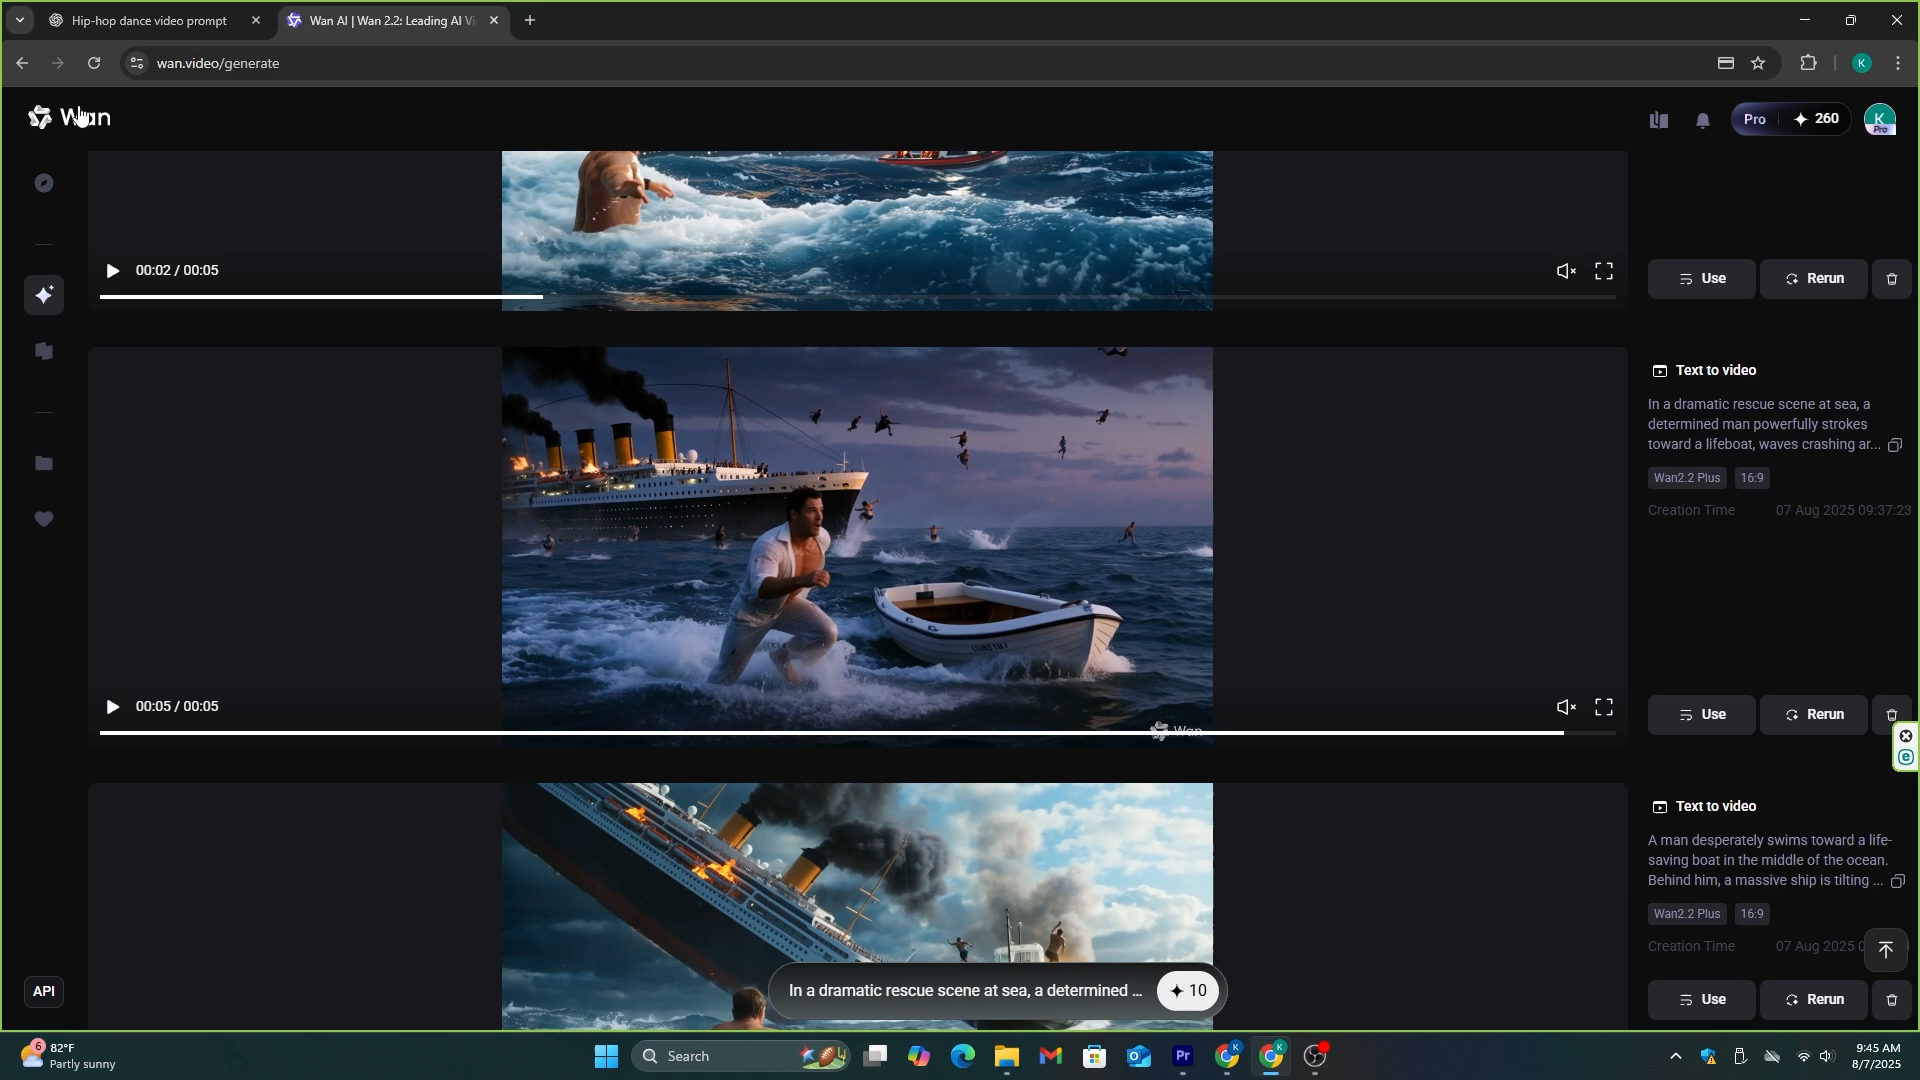 Hip-hop dance video prompt
Wan AI | Wan 2.2: Leading AI Vi
wan.video/generate
K
Wan
Pro
260
K
Pro
00:02 / 00:05
Use
Rerun
Text to video
In a dramatic rescue scene at sea, a
determined man powerfully strokes
toward a lifeboat, waves crashing ar...
Wan2.2 Plus
16:9
Creation Time
07 Aug 2025 09:37:23
00:05 / 00:05
Wan
Use
Rerun
e
Text to video
A man desperately swims toward a life-
saving boat in the middle of the ocean.
Behind him, a massive ship is tilting ...
Wan2.2 Plus
16:9
Creation Time
07 Aug 2025 0
API
In a dramatic rescue scene at sea, a determined ...
10
Use
Rerun
6
82°F
Partly sunny
Search
Pr
K
K
9:45 AM
8/7/2025